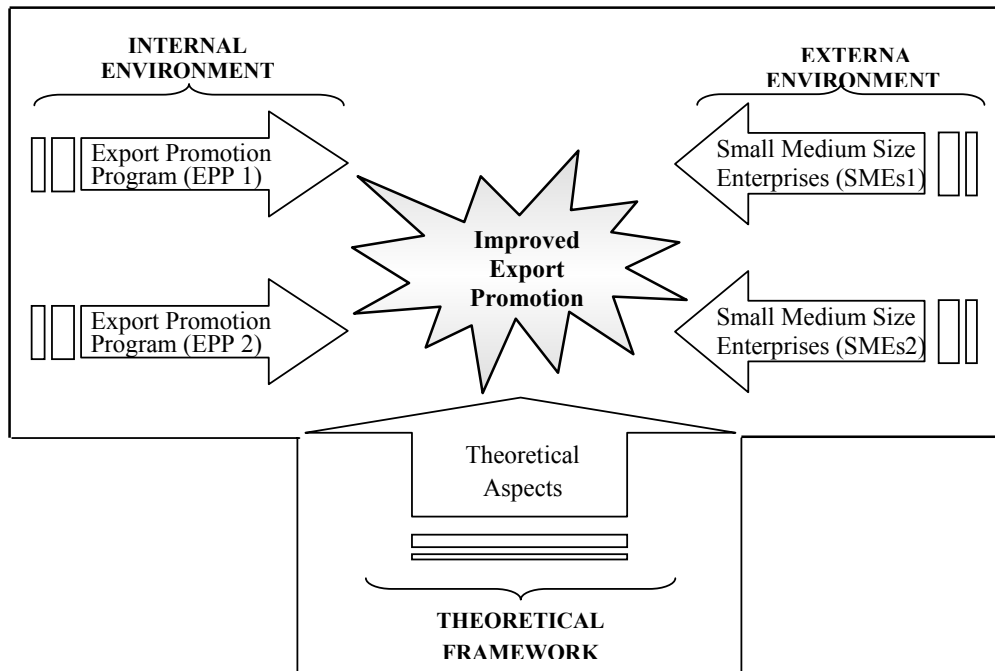 INTERNAL
ENVIRONMENT
EXTERNA
ENVIRONMENT
Export Promotion
Program (EPP 1)
Small Medium Size
Enterprises (SMEs1)
Improved
Export
Promotion
Export Promotion
Program (EPP 2)
Small Medium Size
Enterprises (SMEs2)
Theoretical
Aspects
THEORETICAL
FRAMEWORK